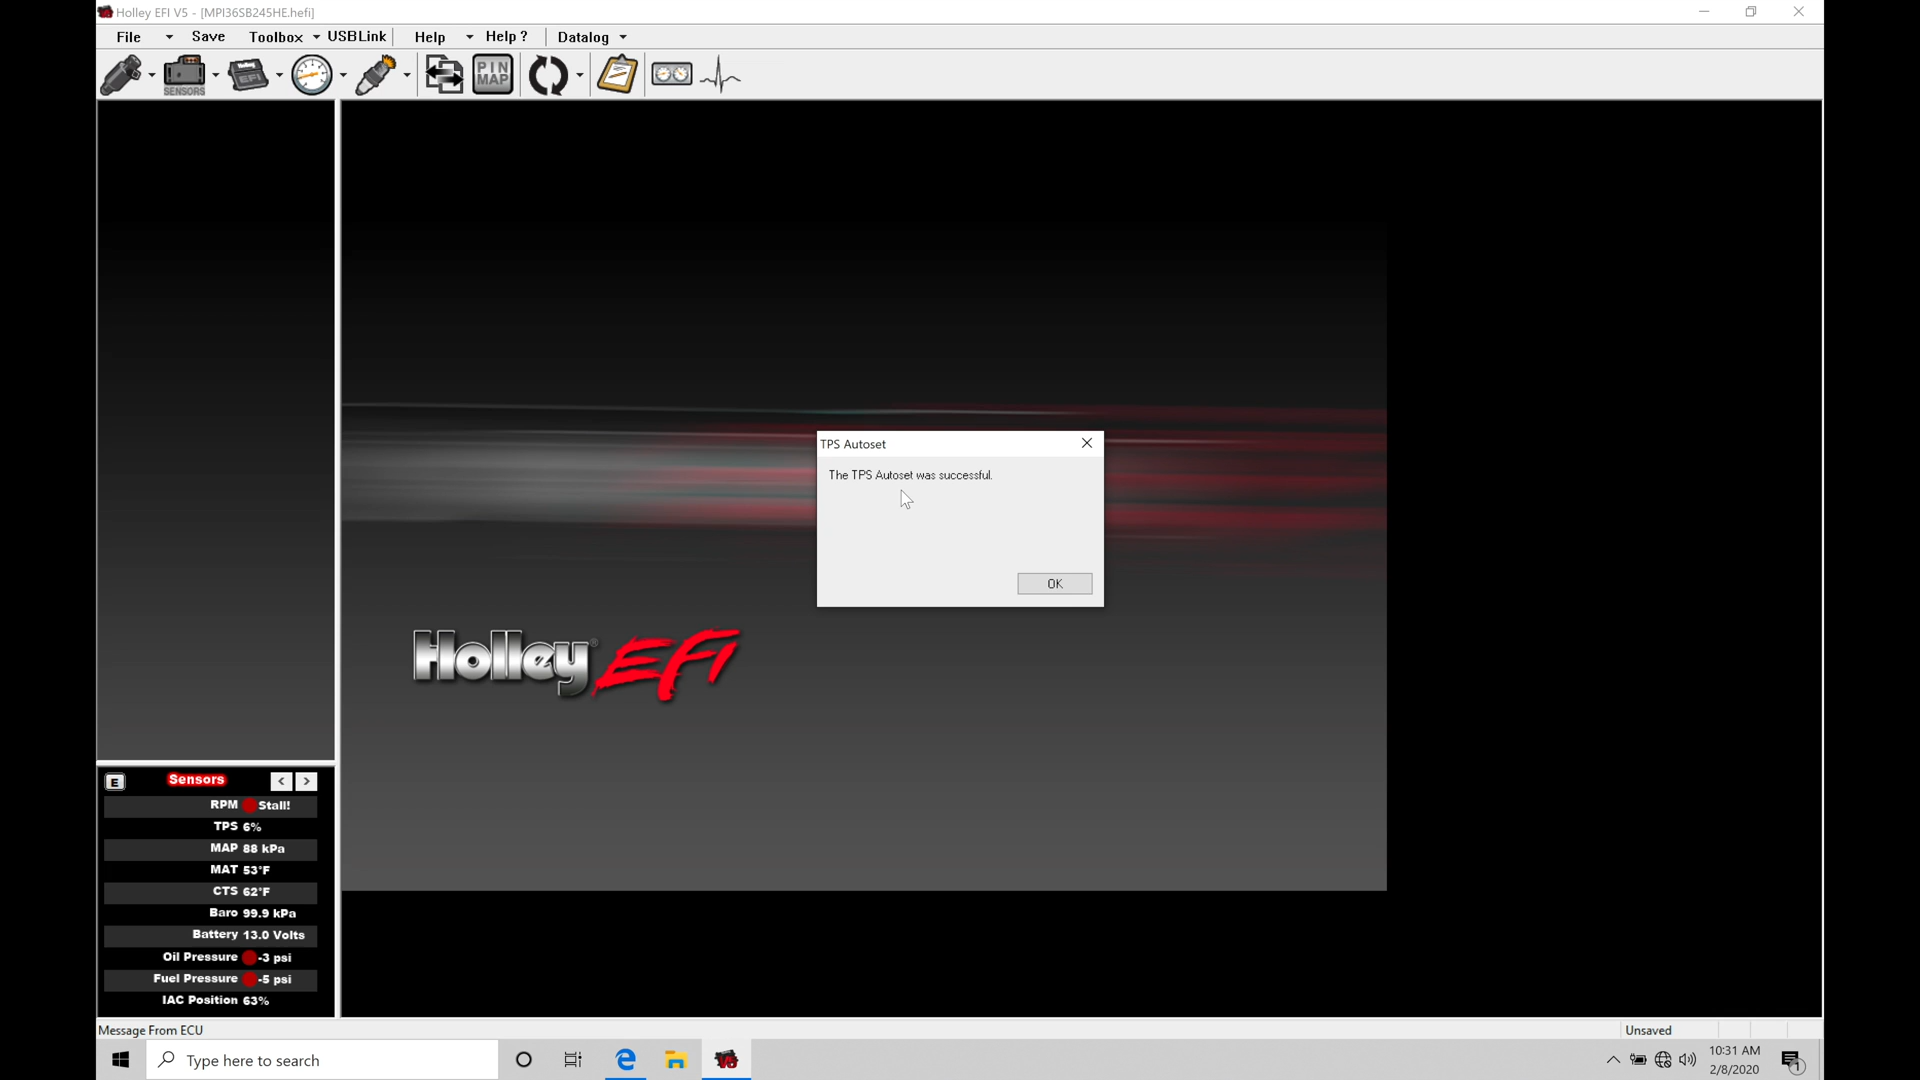 Holley EFI V5 - [MPI36SB245HE.hefi]
File Save Toolbox USBLink Help Help ? Datalog
SENSORS
Holley
EFI
PIN
MAP
TPS Autoset
The TPS Autoset was successful.
OK
Holley® EFI
E Sensors < >
RPM Stall!
TPS 6%
MAP 88 kPa
MAT 53°F
CTS 62°F
Baro 99.9 kPa
Battery 13.0 Volts
Oil Pressure -3 psi
Fuel Pressure -5 psi
IAC Position 63%
Message From ECU
Unsaved
Type here to search
10:31 AM
2/8/2020
1